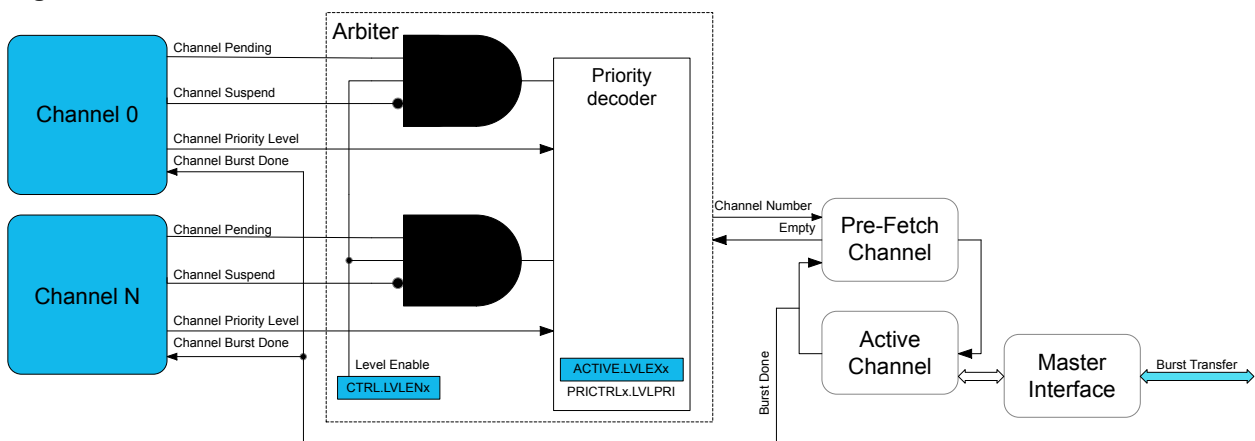 Arbiter
Channel 0
Channel Pending
Channel Suspend
Channel Priority Level
Channel Burst Done
Priority
decoder
Channel N
Channel Pending
Channel Suspend
Channel Priority Level
Channel Burst Done
Level Enable
CTRL.LVLENx
ACTIVE.LVLEXx
PRICTRLx.LVLPRI
Channel Number
Empty
Pre-Fetch
Channel
Active
Channel
Burst Done
Master
Interface
Burst Transfer